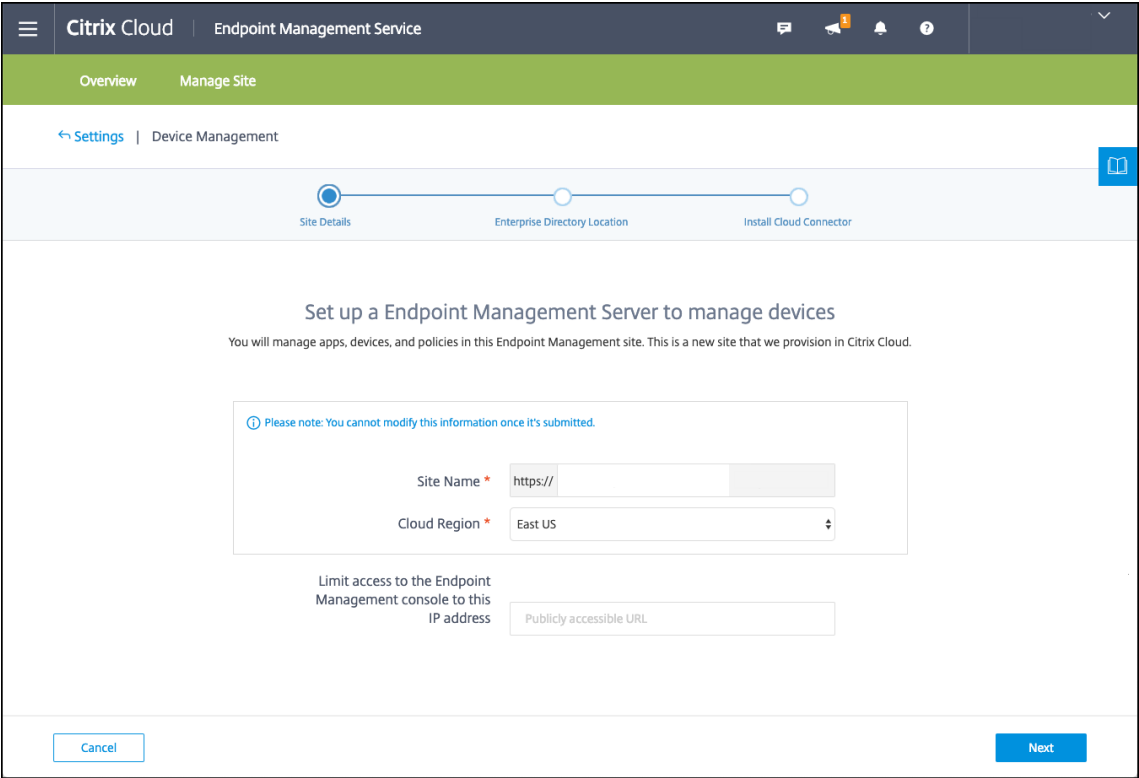 Citrix Cloud | Endpoint Management Service 1 ?
Overview Manage Site
Settings | Device Management
Site Details Enterprise Directory Location Install Cloud Connector
Set up a Endpoint Management Server to manage devices
You will manage apps, devices, and policies in this Endpoint Management site. This is a new site that we provision in Citrix Cloud.
Please note: You cannot modify this information once it's submitted.
Site Name * https://
Cloud Region * East US
Limit access to the Endpoint
Management console to this
IP address Publicly accessible URL
Cancel Next